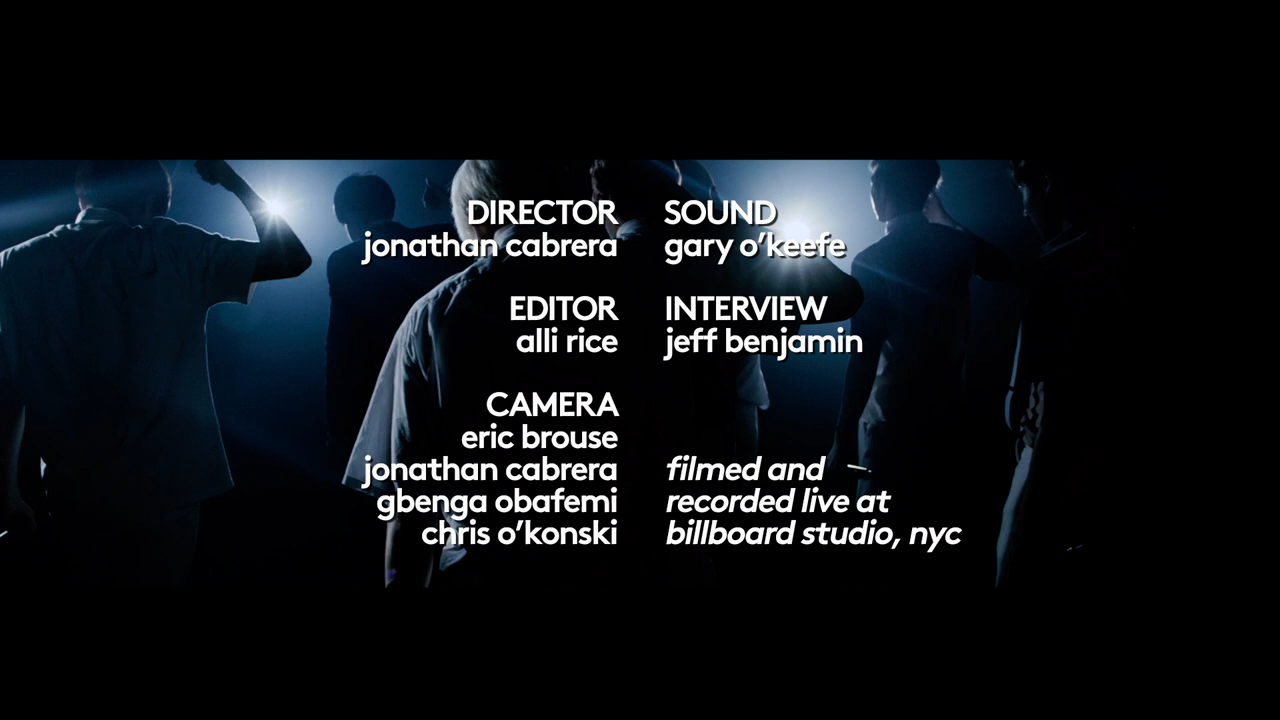 DIRECTOR
jonathan cabrera
EDITOR
alli rice
CAMERA
eric brouse
jonathan cabrera
gbenga obafemi
chris o’konski
SOUND
gary o’keefe
INTERVIEW
jeff benjamin
filmed and
recorded live at
billboard studio, nyc